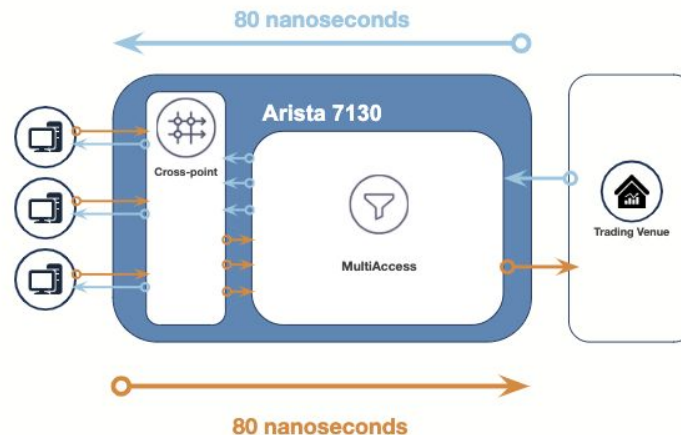 80 nanoseconds
Arista 7130
Cross-point
MultiAccess
Trading Venue
80 nanoseconds